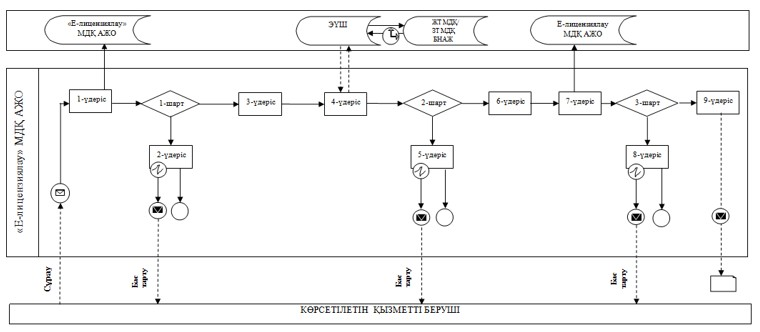 «Е-лицензиялау»
МДҚ АЖО
ЭҮШ
ЖТ МДҚ/
ЗТ МДҚ
БНАЖ
Е-лицензиялау
МДҚ АЖО
«Е-лицензиялау» МДҚ АЖО
1-үдеріс
1-шарт
3-үдеріс
4-үдеріс
2-шарт
6-үдеріс
7-үдеріс
3-шарт
9-үдеріс
2-үдеріс
5-үдеріс
8-үдеріс
Сұрау
Бас
тарту
Бас
тарту
Бас
тарту
КӨРСЕТІЛЕТІН ҚЫЗМЕТТІ БЕРУШІ